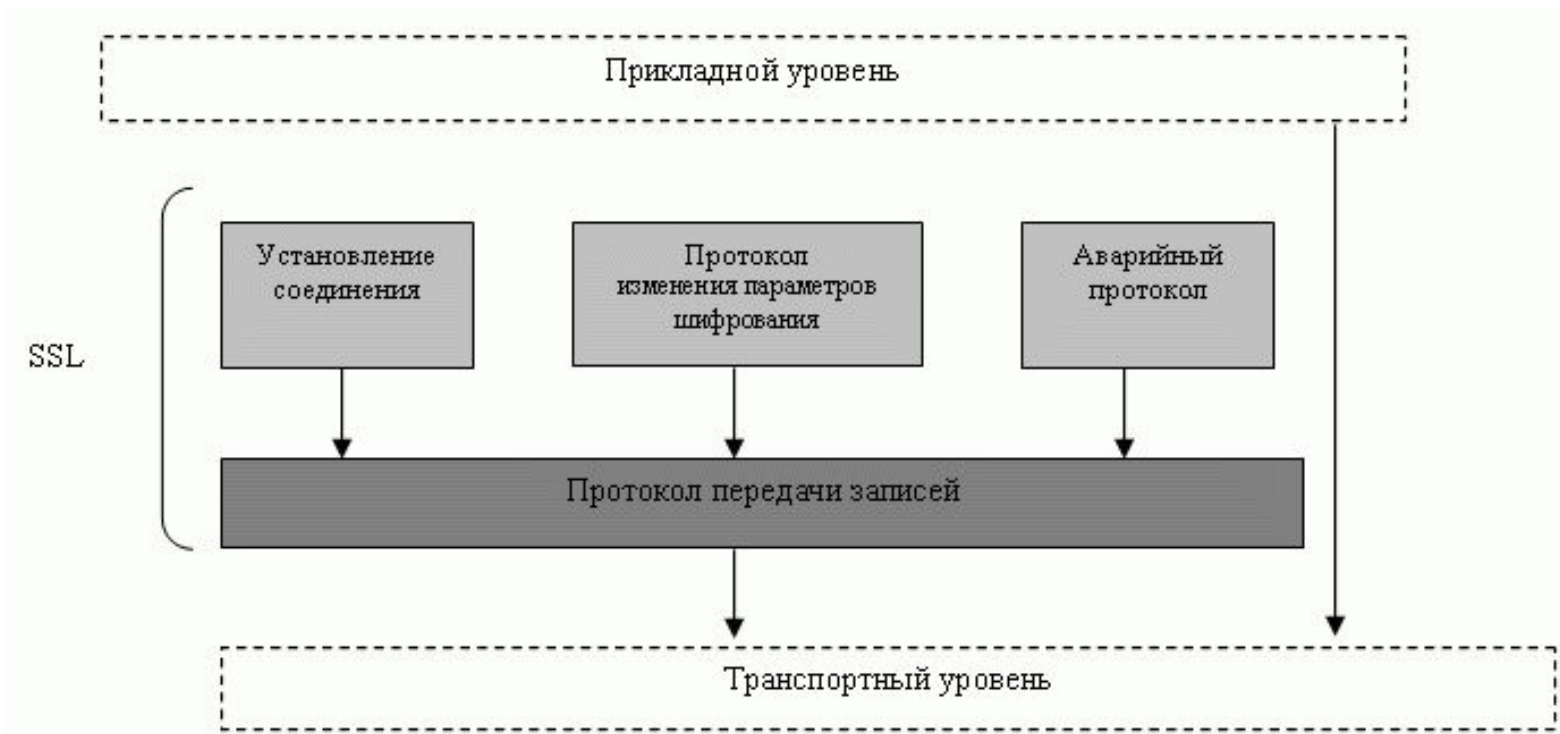 Прикладной уровень
Установление
соединения
Протокол
изменения параметров
шифрования
Аварийный
протокол
SSL
Протокол передачи записей
Транспортный уровень